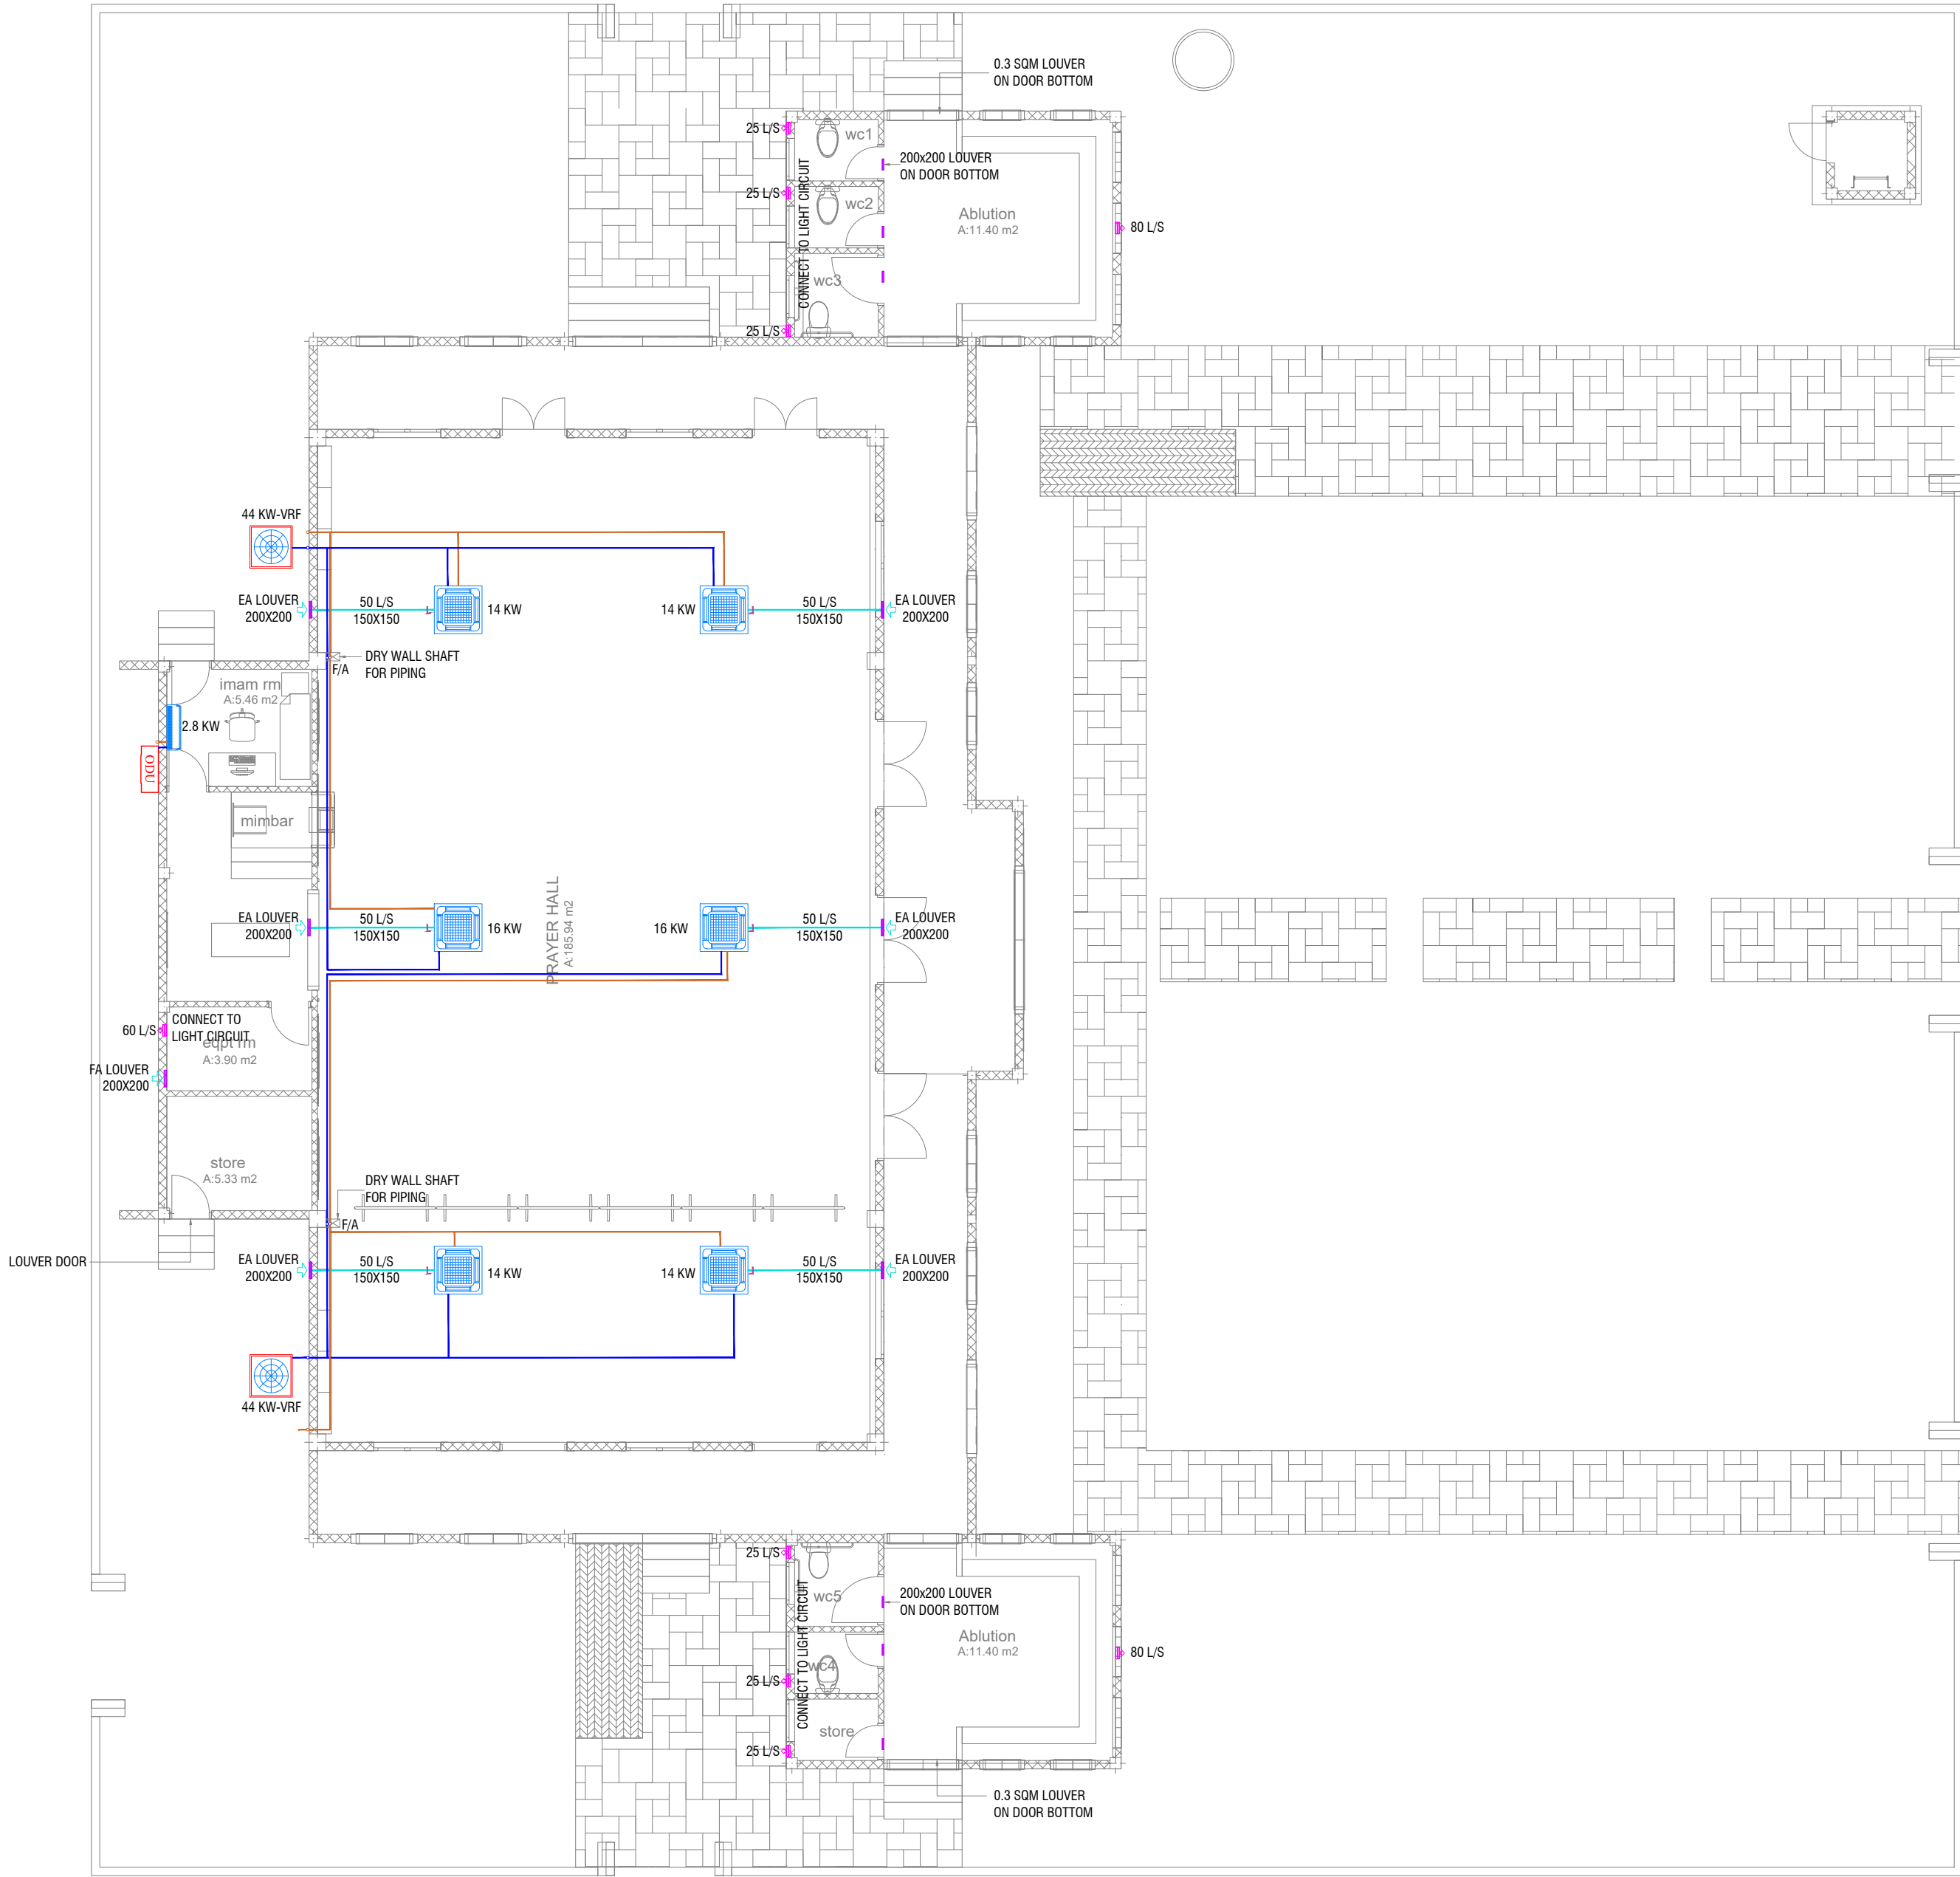 0.3 SQM LOUVER
ON DOOR BOTTOM
25 L/S
wc1
200x200 LOUVER
ON DOOR BOTTOM
25 L/S
wc2
CONNECT TO LIGHT CIRCUIT
Ablution
A:11.40 m2
80 L/S
wc3
25 L/S
44 KW-VRF
EA LOUVER
200X200
50 L/S
150X150
14 KW
14 KW
50 L/S
150X150
EA LOUVER
200X200
DRY WALL SHAFT
FOR PIPING
F/A
imam rm
A:5.46 m2
2.8 KW
ODU
mimbar
EA LOUVER
200X200
50 L/S
150X150
16 KW
PRAYER HALL
A:185.94 m2
16 KW
50 L/S
150X150
EA LOUVER
200X200
60 L/S
CONNECT TO
LIGHT CIRCUIT
eqpt rm
A:3.90 m2
FA LOUVER
200X200
store
A:5.33 m2
DRY WALL SHAFT
FOR PIPING
F/A
LOUVER DOOR
EA LOUVER
200X200
50 L/S
150X150
14 KW
14 KW
50 L/S
150X150
EA LOUVER
200X200
44 KW-VRF
25 L/S
wc5
200x200 LOUVER
ON DOOR BOTTOM
CONNECT TO LIGHT CIRCUIT
Ablution
A:11.40 m2
80 L/S
wc4
25 L/S
store
25 L/S
0.3 SQM LOUVER
ON DOOR BOTTOM